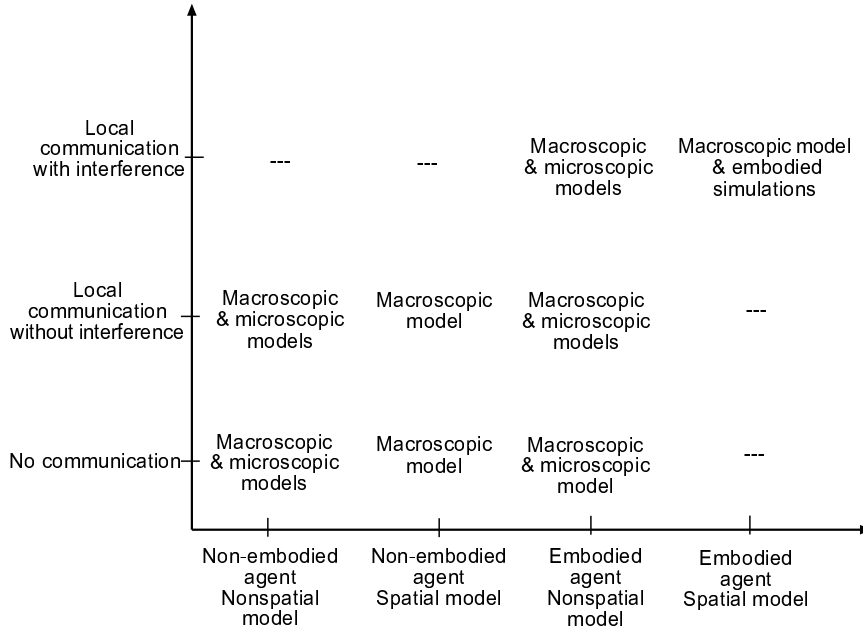 Local
communication
with interference
---
---
Macroscopic
& microscopic
models
Macroscopic model
& embodied
simulations
Local
communication
without interference
Macroscopic
& microscopic
models
Macroscopic
model
Macroscopic
& microscopic
models
---
No communication
Macroscopic
& microscopic
models
Macroscopic
model
Macroscopic
& microscopic
model
---
Non-embodied
agent
Nonspatial
model
Non-embodied
agent
Spatial model
Embodied
agent
Nonspatial
model
Embodied
agent
Spatial model